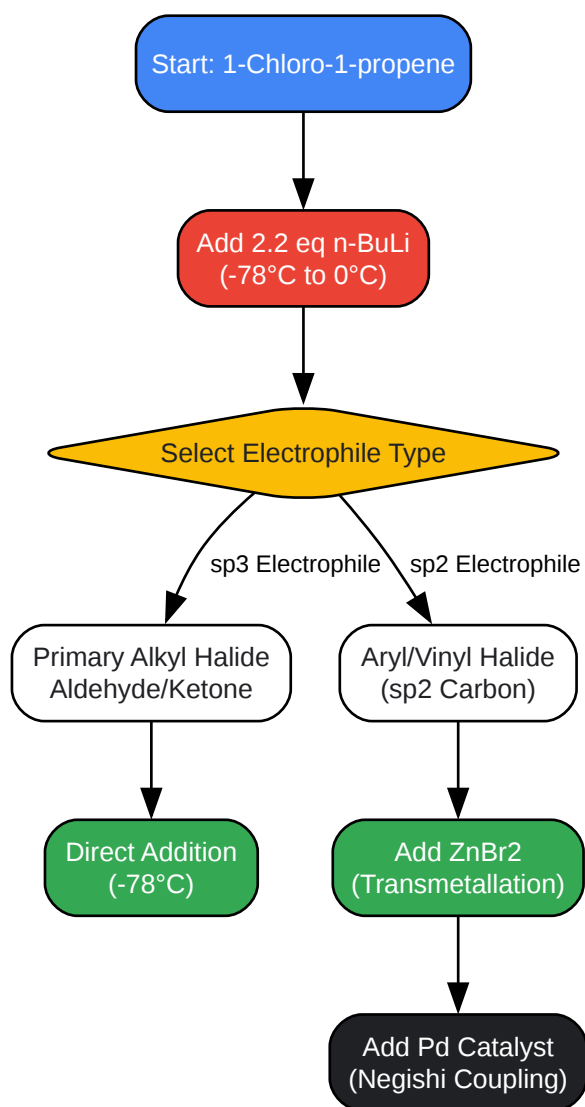 Start: 1-Chloro-1-propene
Add 2.2 eq n-BuLi
(-78°C to 0°C)
Select Electrophile Type
sp3 Electrophile
sp2 Electrophile
Primary Alkyl Halide
Aldehyde/Ketone
Aryl/Vinyl Halide
(sp2 Carbon)
Direct Addition
(-78°C)
Add ZnBr2
(Transmetallation)
Add Pd Catalyst
(Negishi Coupling)